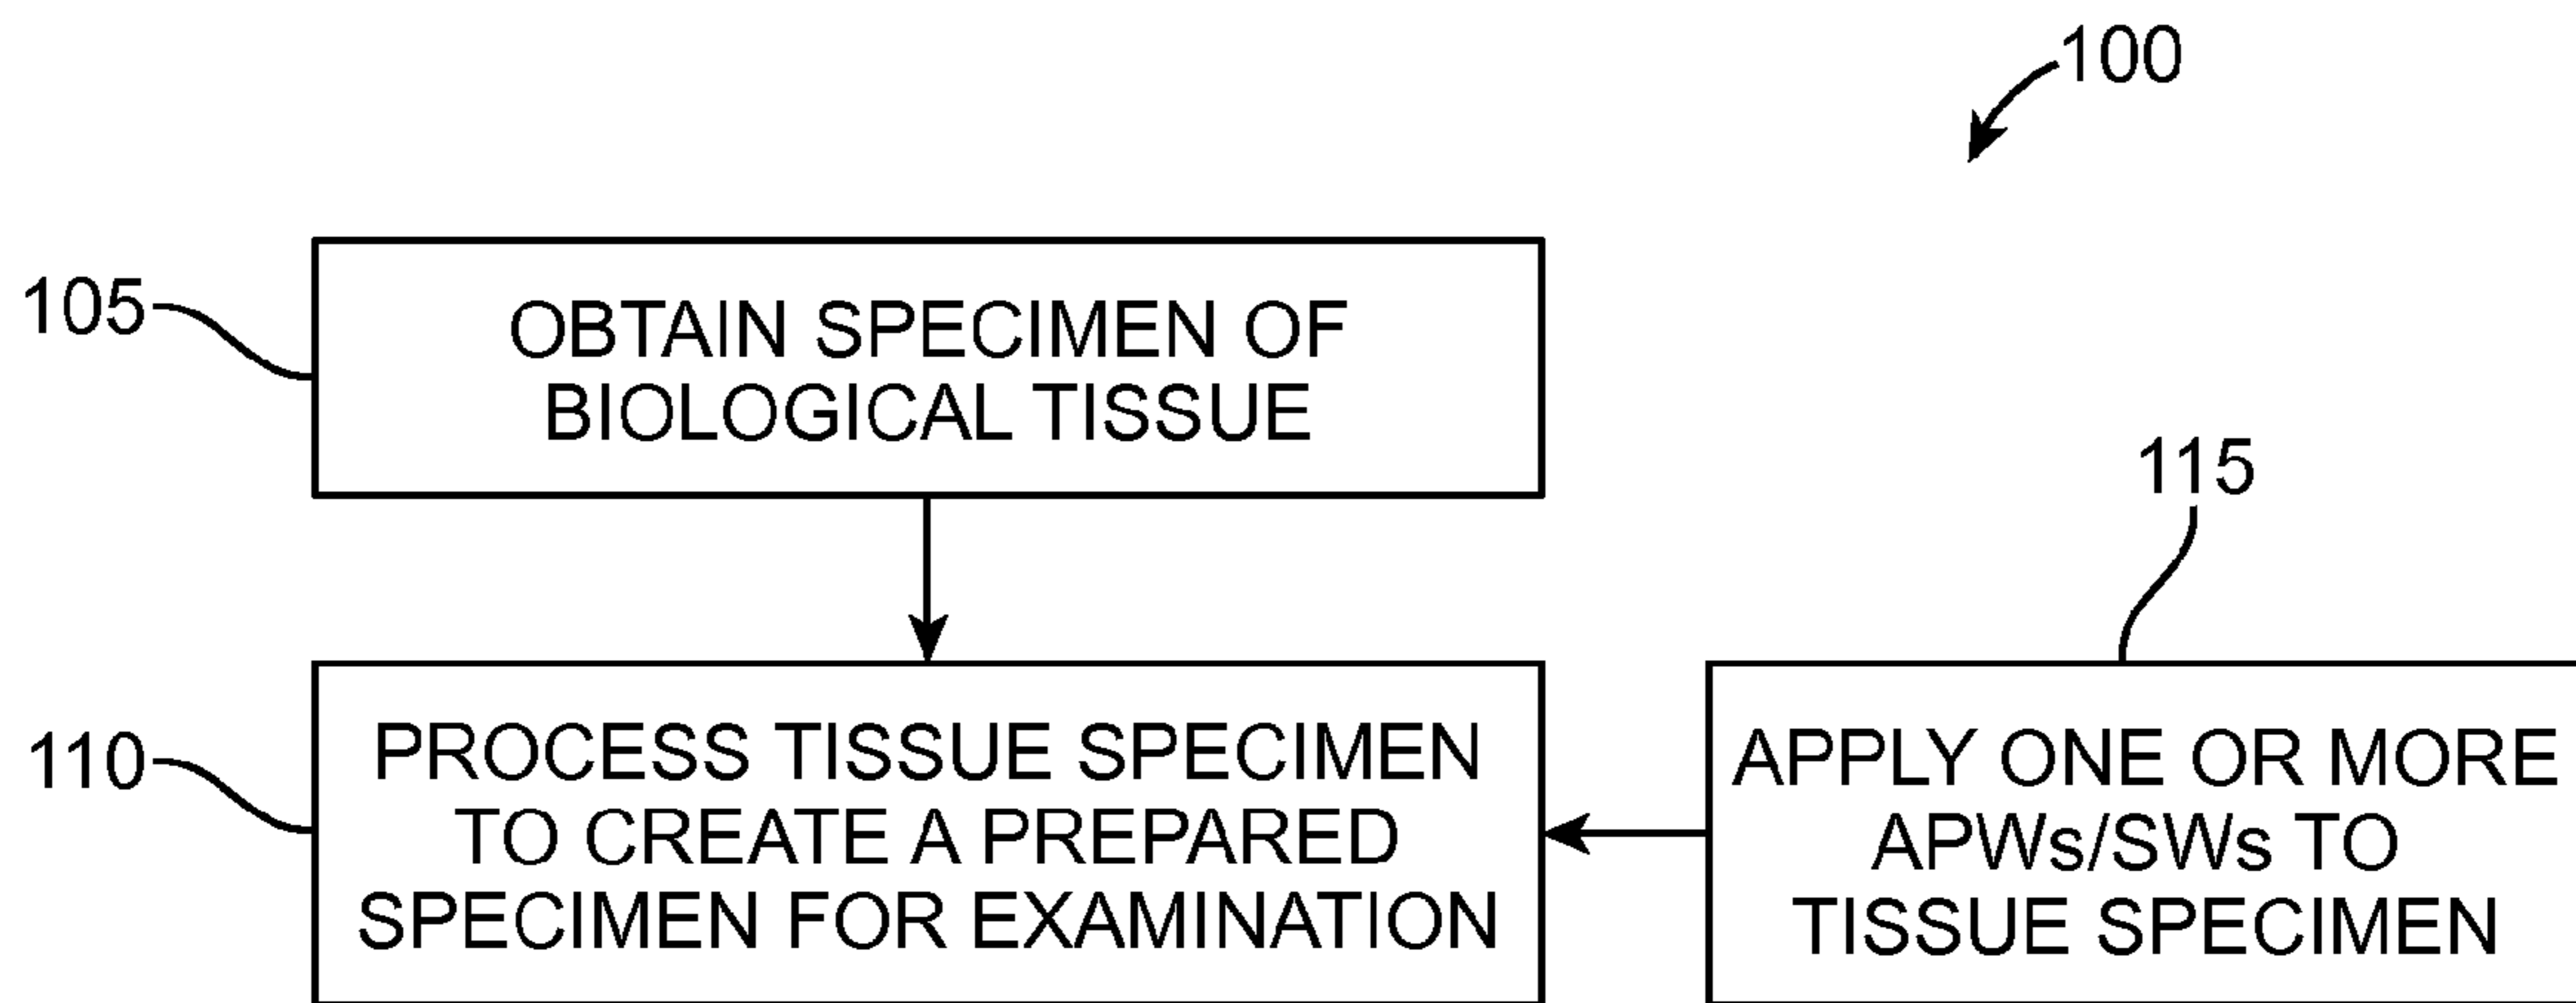 100
105
OBTAIN SPECIMEN OF
BIOLOGICAL TISSUE
115
110
PROCESS TISSUE SPECIMEN
TO CREATE A PREPARED
SPECIMEN FOR EXAMINATION
APPLY ONE OR MORE
APWs/SWs TO
TISSUE SPECIMEN